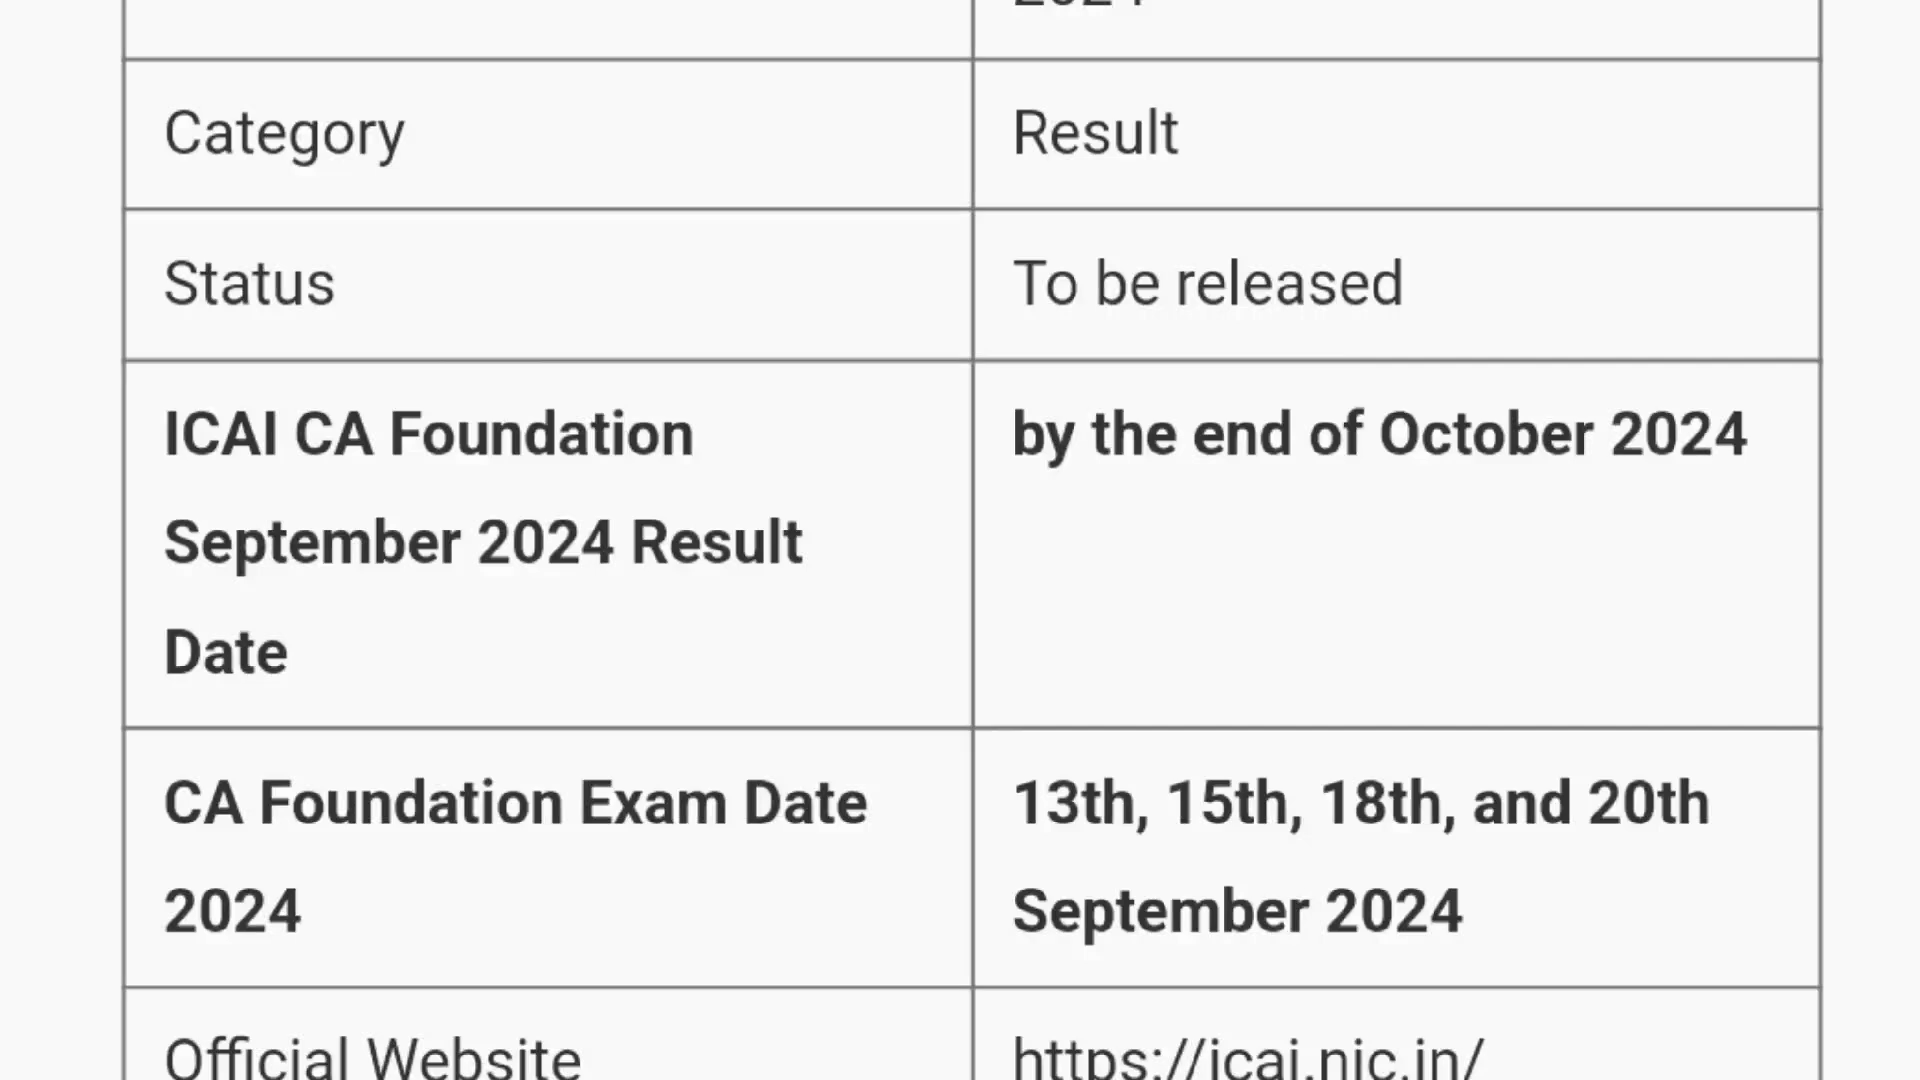 2024
Category
Result
Status
To be released
ICAI CA Foundation
September 2024 Result
Date
by the end of October 2024
CA Foundation Exam Date
2024
13th, 15th, 18th, and 20th
September 2024
Official Website
https://icai.nic.in/